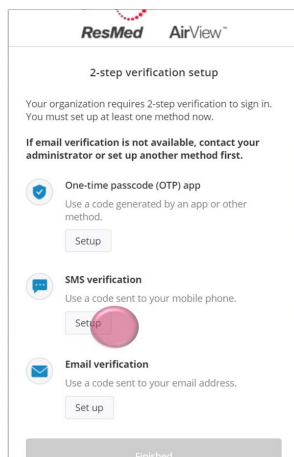 ResMed AirView™
2-step verification setup
Your organization requires 2-step verification to sign in.
You must set up at least one method now.
If email verification is not available, contact your
administrator or set up another method first.
One-time passcode (OTP) app
Use a code generated by an app or other
method.
Setup
SMS verification
Use a code sent to your mobile phone.
Setup
Email verification
Use a code sent to your email address.
Set up
Finished